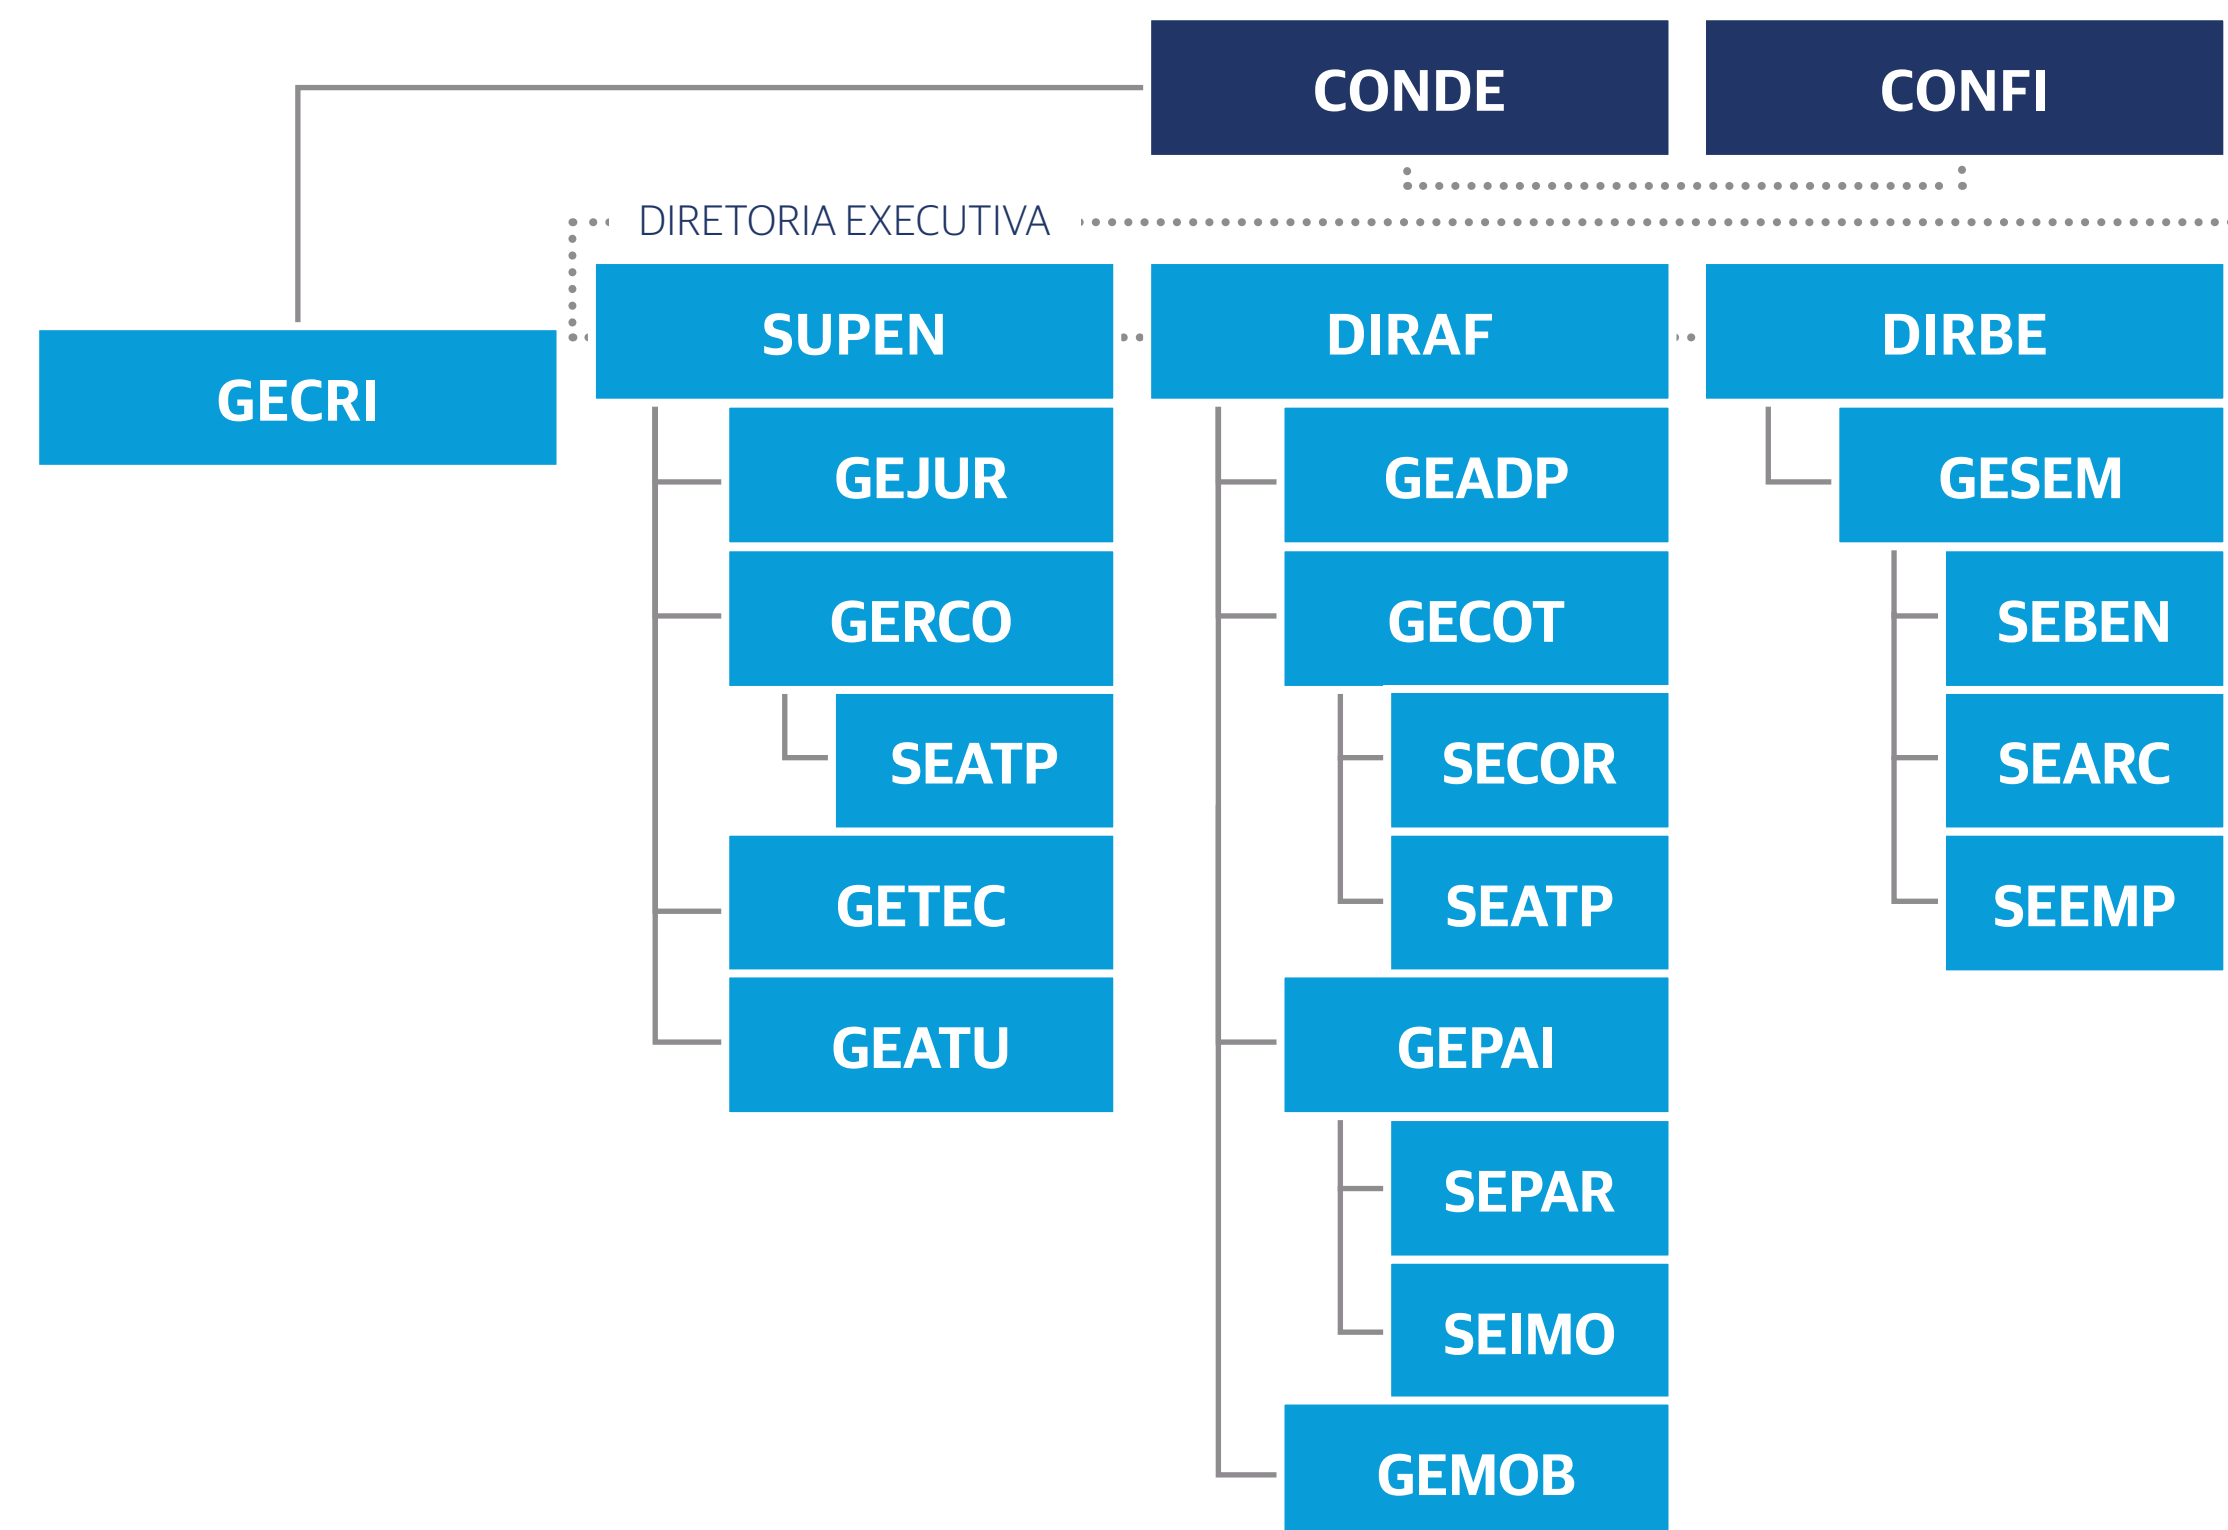 CONDE
CONFI
DIRETORIA EXECUTIVA
GECRI
SUPEN
GEJUR
GERCO
SEATP
GETEC
GEATU
DIRAF
GEADP
GECOT
SECOR
SEATP
GEPAI
SEPAR
SEIMO
GEMOB
DIRBE
GESEM
SEBEN
SEARC
SEEMP